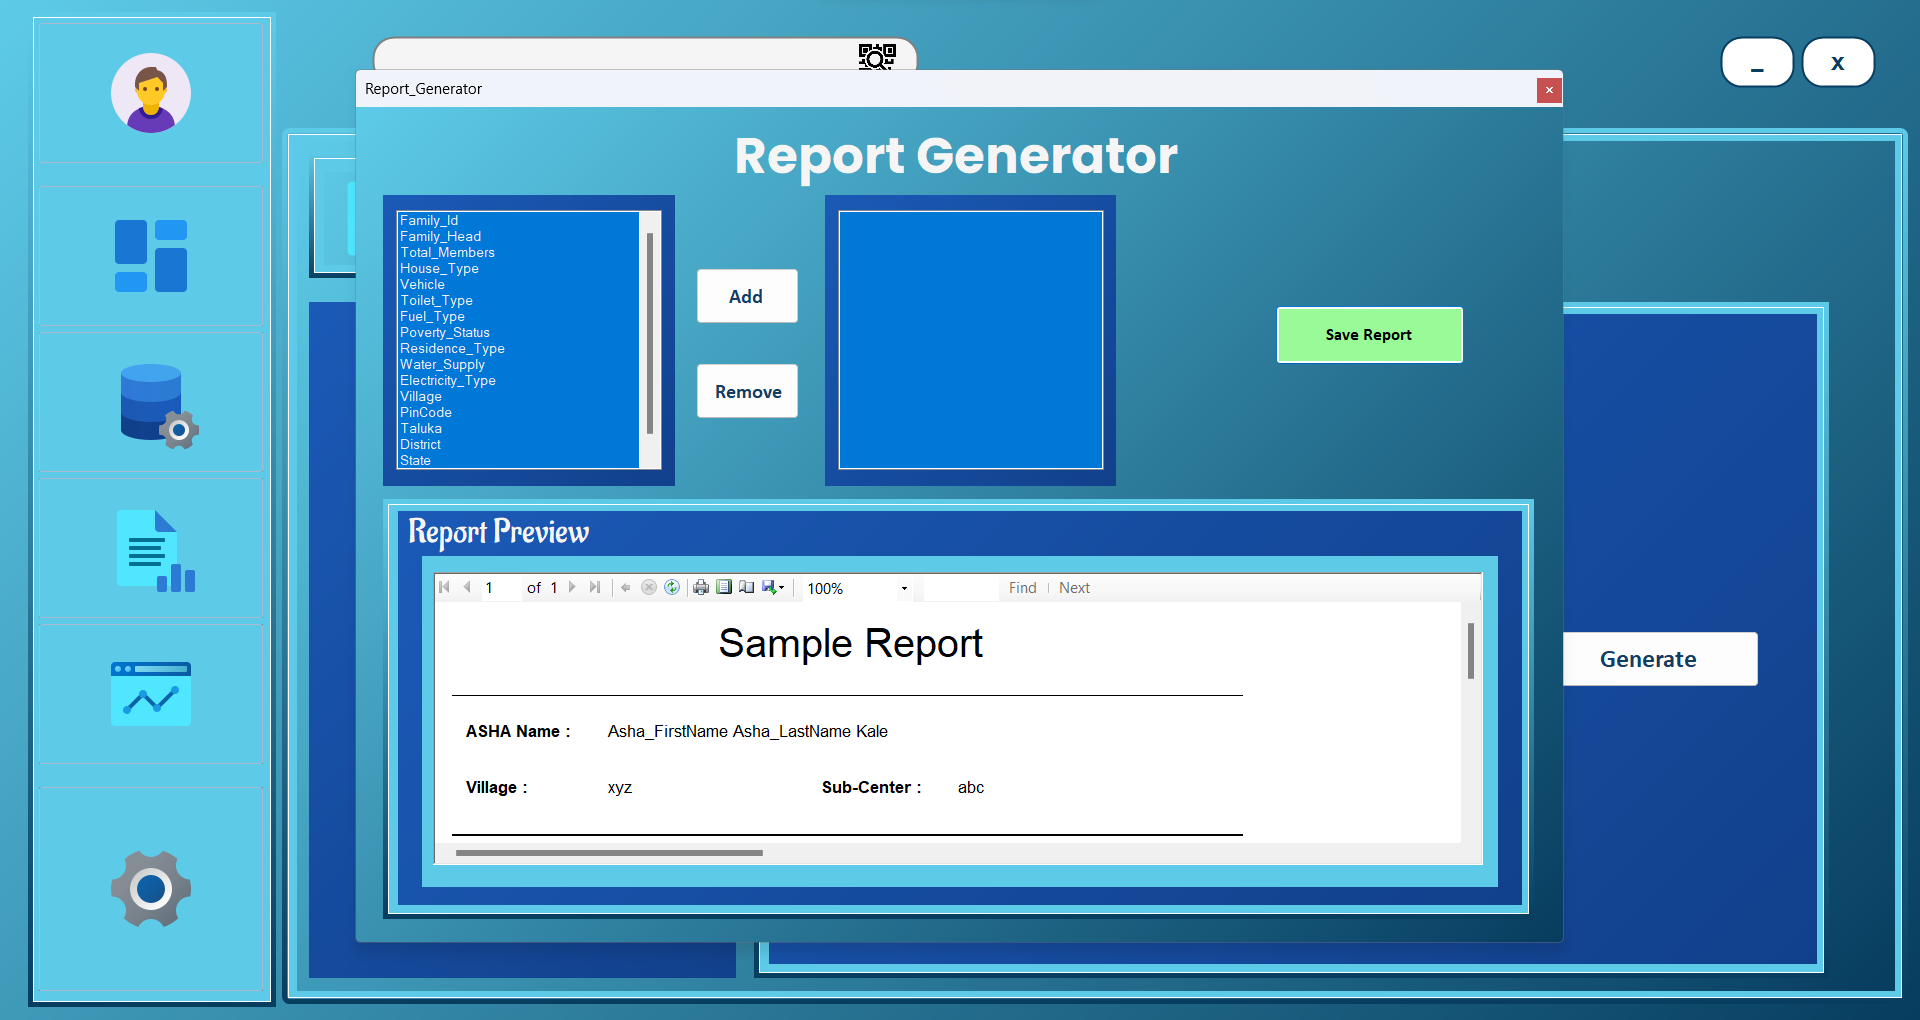 _ X
Report_Generator
×
Report Generator
Family_Id
Family_Head
Total_Members
House_Type
Vehicle
Toilet_Type
Fuel_Type
Poverty_Status
Residence_Type
Water_Supply
Electricity_Type
Village
PinCode
Taluka
District
State
Add
Remove
Save Report
Report Preview
1 of 1 100% Find | Next
Sample Report
ASHA Name : Asha_FirstName Asha_LastName Kale
Village : xyz Sub-Center : abc
Generate